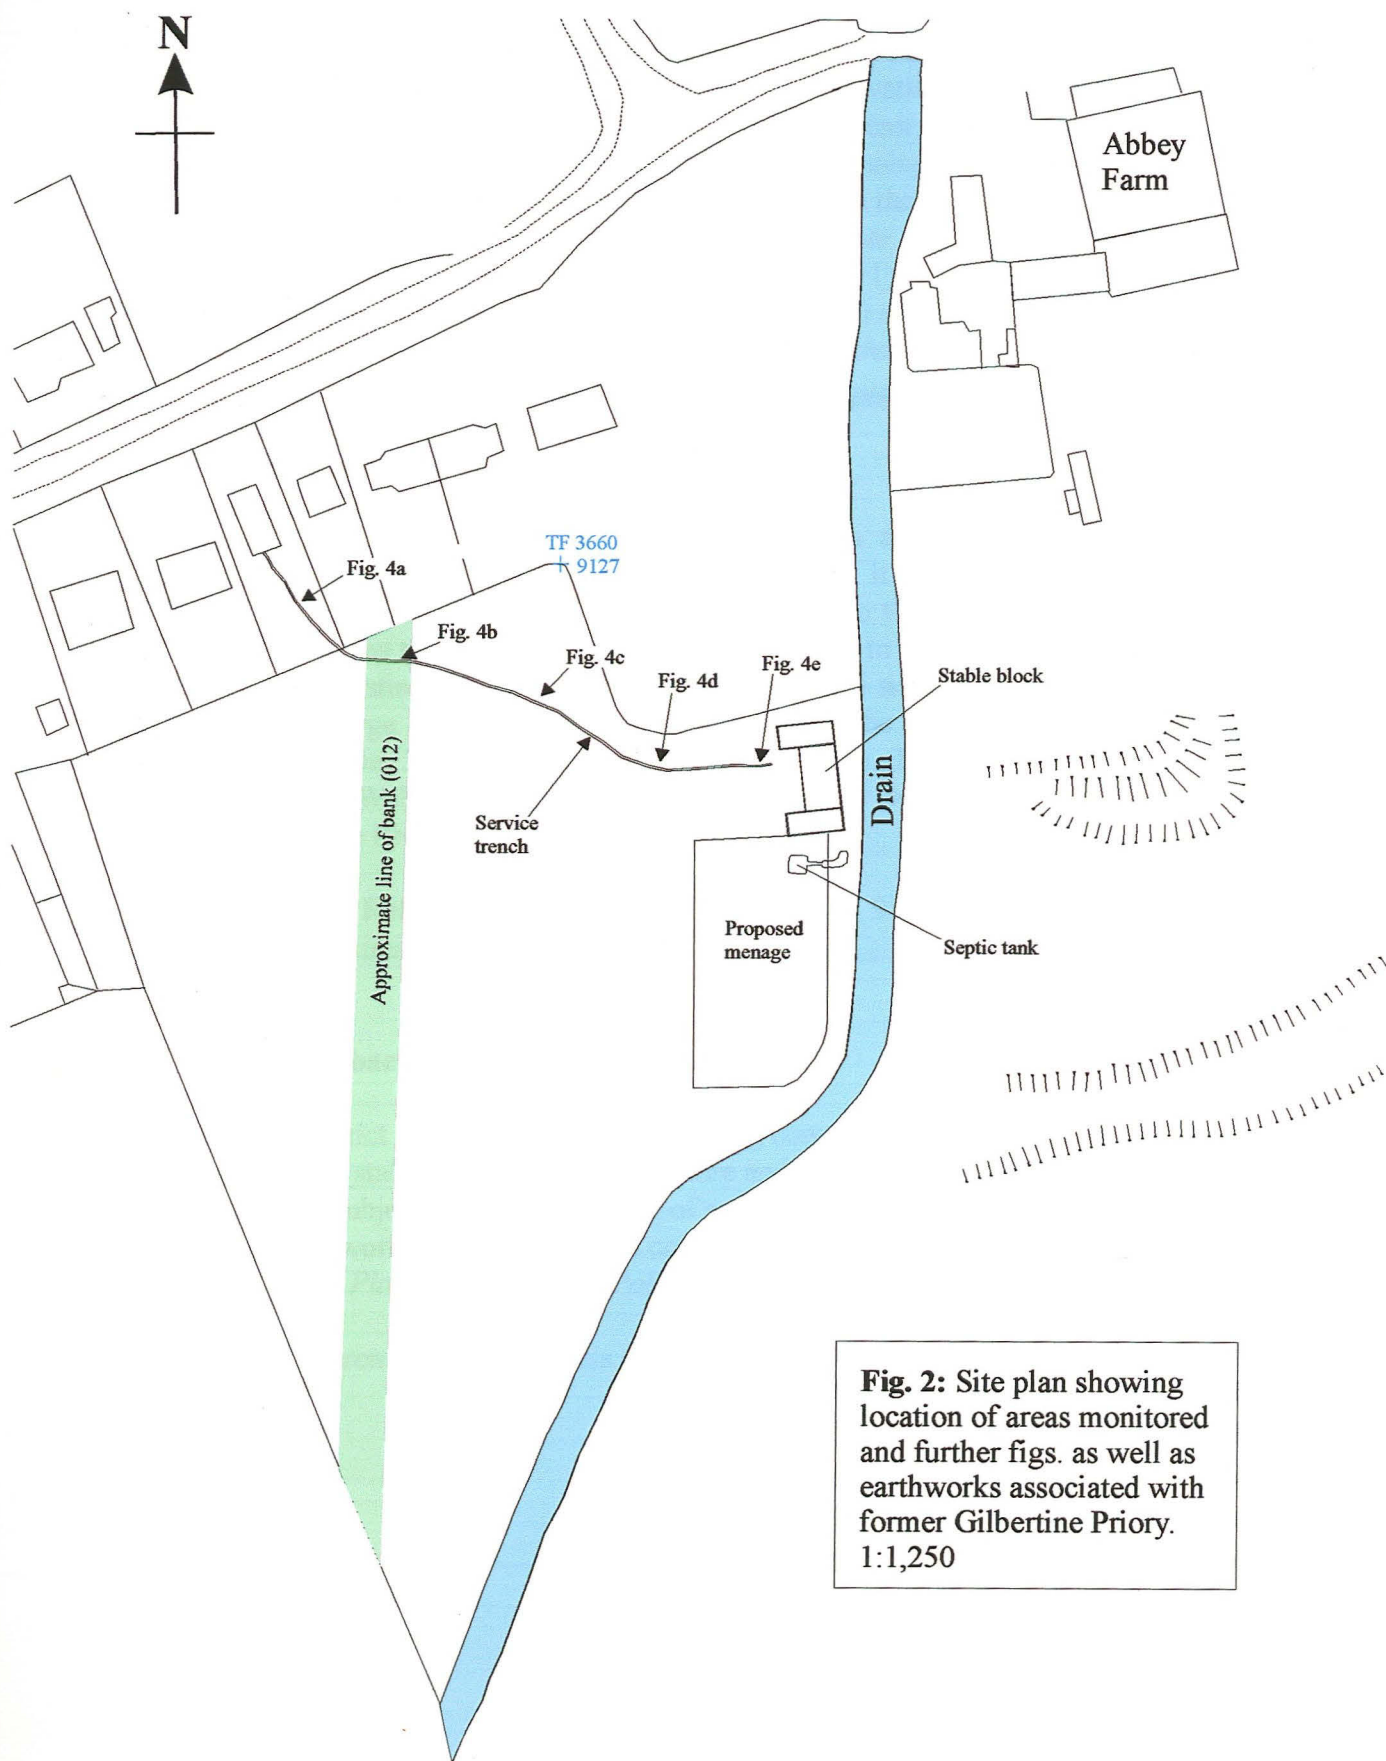 N
Abbey
Farm
TF 3660
9127
Fig. 4a
Fig. 4b
Fig. 4c
Fig. 4d
Fig. 4e
Stable block
Service
trench
Approximate line of bank (012)
Drain
Proposed
menage
Septic tank
Fig. 2: Site plan showing
location of areas monitored
and further figs. as well as
earthworks associated with
former Gilbertine Priory.
1:1,250